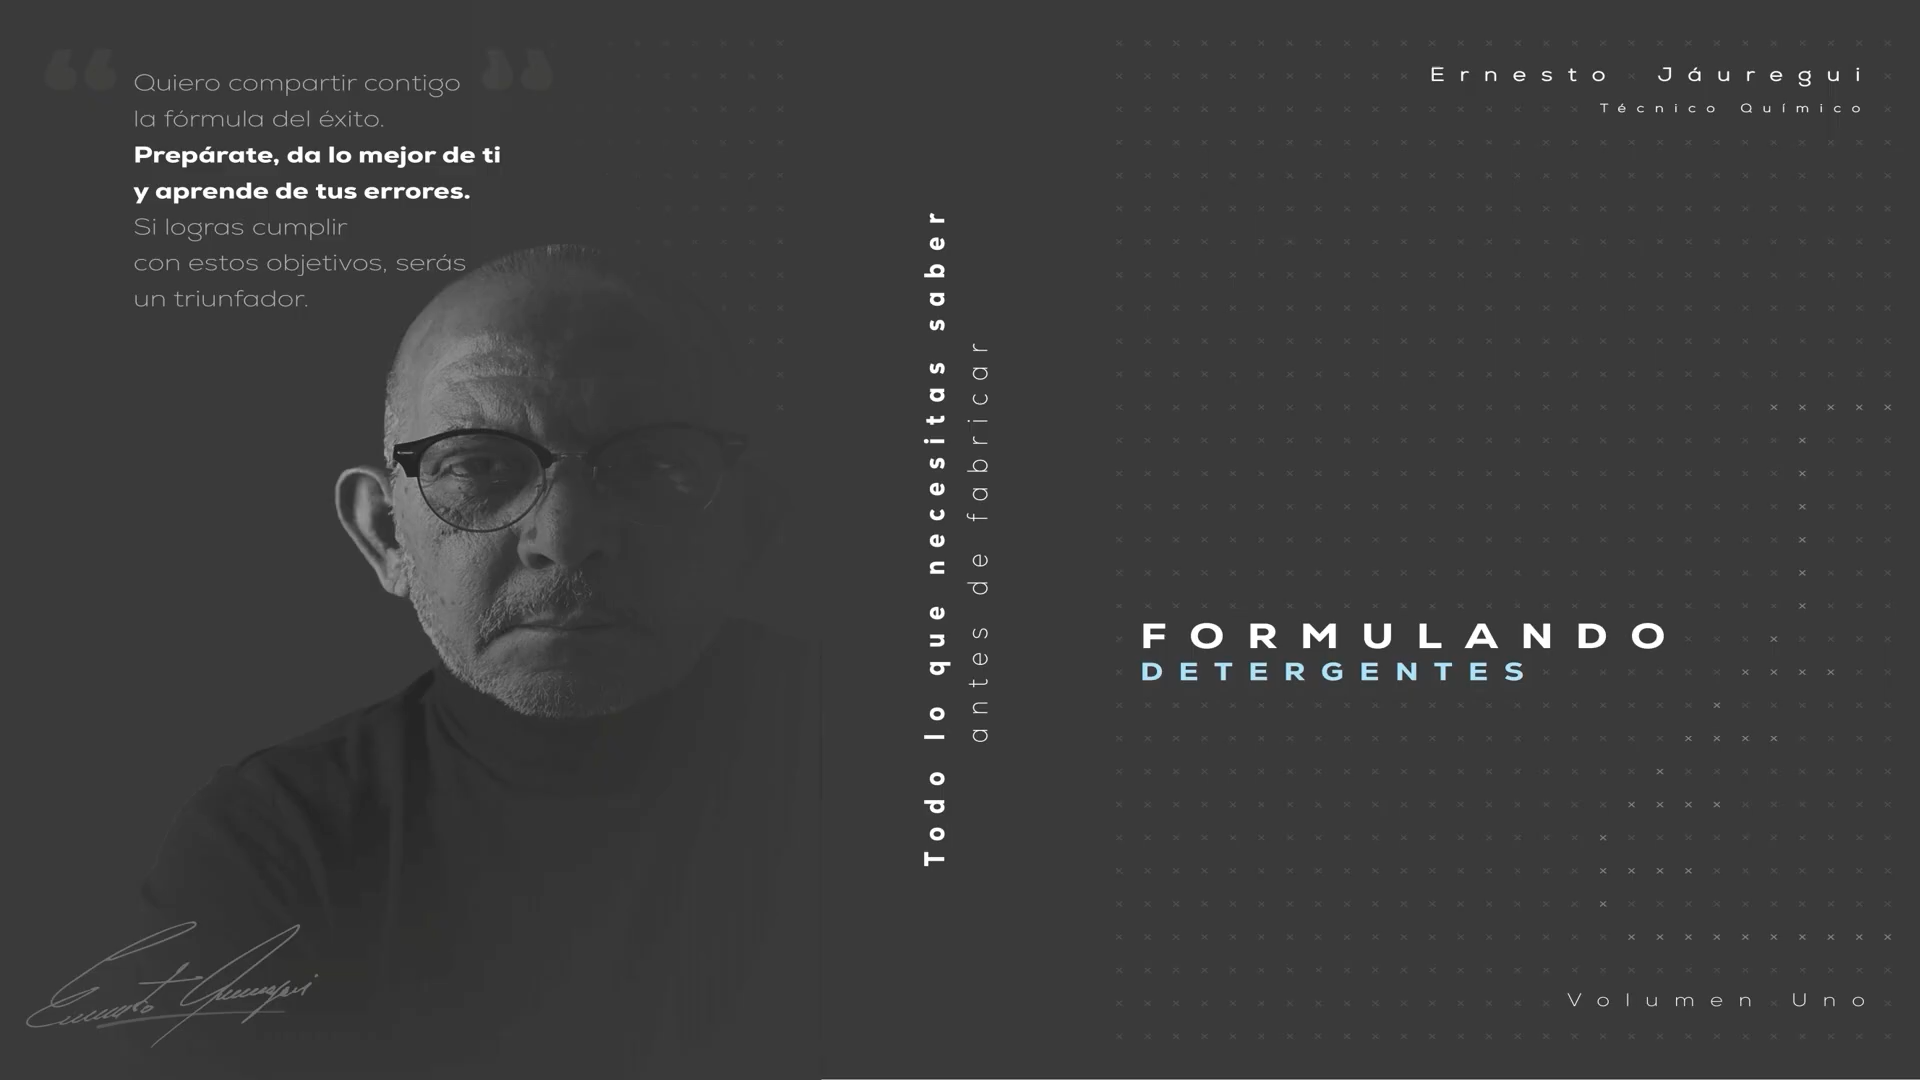 Quiero compartir contigo
la fórmula del éxito.
Prepárate, da lo mejor de ti
y aprende de tus errores.
Si logras cumplir
con estos objetivos, serás
un triunfador.
Todo lo que necesitas saber
antes de fabricar
Ernesto Jáuregui
Técnico Químico
FORMULANDO
DETERGENTES
Volumen Uno